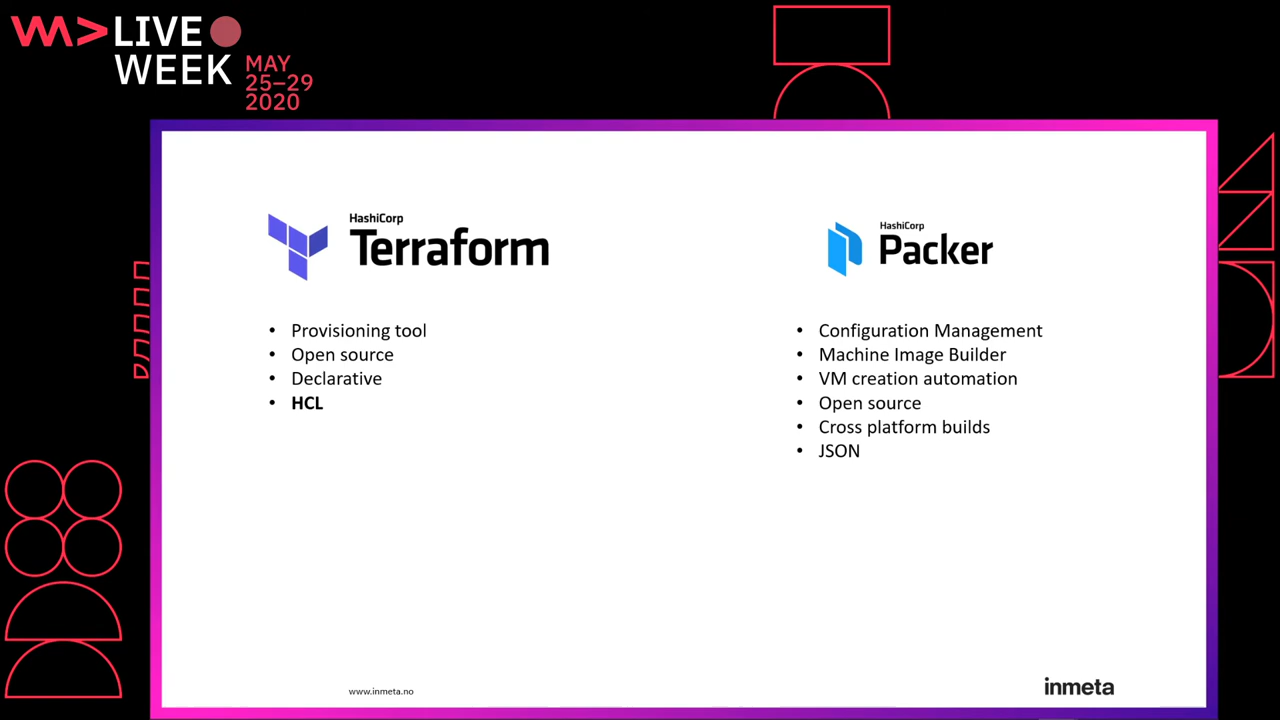 LIVE
WEEK
MAY
25–29
2020
HashiCorp
Terraform
• Provisioning tool
• Open source
• Declarative
• HCL
HashiCorp
Packer
• Configuration Management
• Machine Image Builder
• VM creation automation
• Open source
• Cross platform builds
• JSON
www.inmeta.no
inmeta